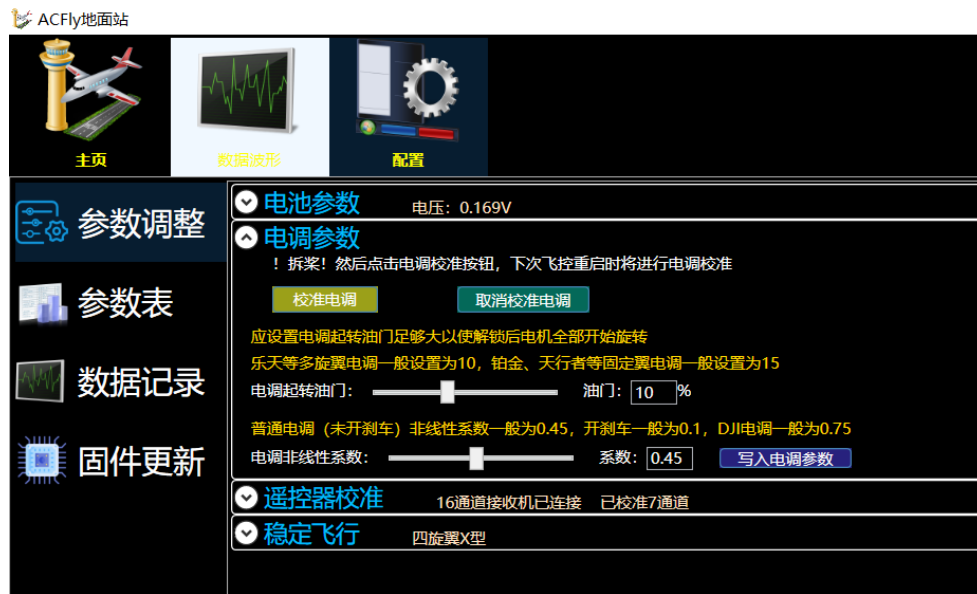 ACFly地面站
主页
数据波形
配置
参数调整
参数表
数据记录
固件更新
电池参数 电压：0.169V
电调参数
！拆桨！然后点击电调校准按钮，下次飞控重启时将进行电调校准
校准电调 取消校准电调
应设置电调起转油门足够大以使解锁后电机全部开始旋转
乐天等多旋翼电调一般设置为10，铂金、天行者等固定翼电调一般设置为15
电调起转油门： 油门： 10 %
普通电调（未开刹车）非线性系数一般为0.45，开刹车一般为0.1，DJI电调一般为0.75
电调非线性系数： 系数： 0.45 写入电调参数
遥控器校准 16通道接收机已连接 已校准7通道
稳定飞行 四旋翼X型